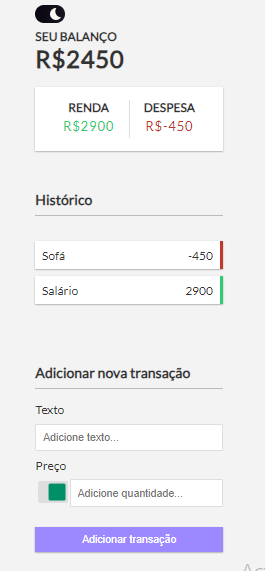 SEU BALANÇO
R$2450
RENDA DESPESA
R$2900 R$-450
Histórico
Sofá -450
Salário 2900
Adicionar nova transação
Texto
Adicione texto...
Preço
Adicione quantidade...
Adicionar transação